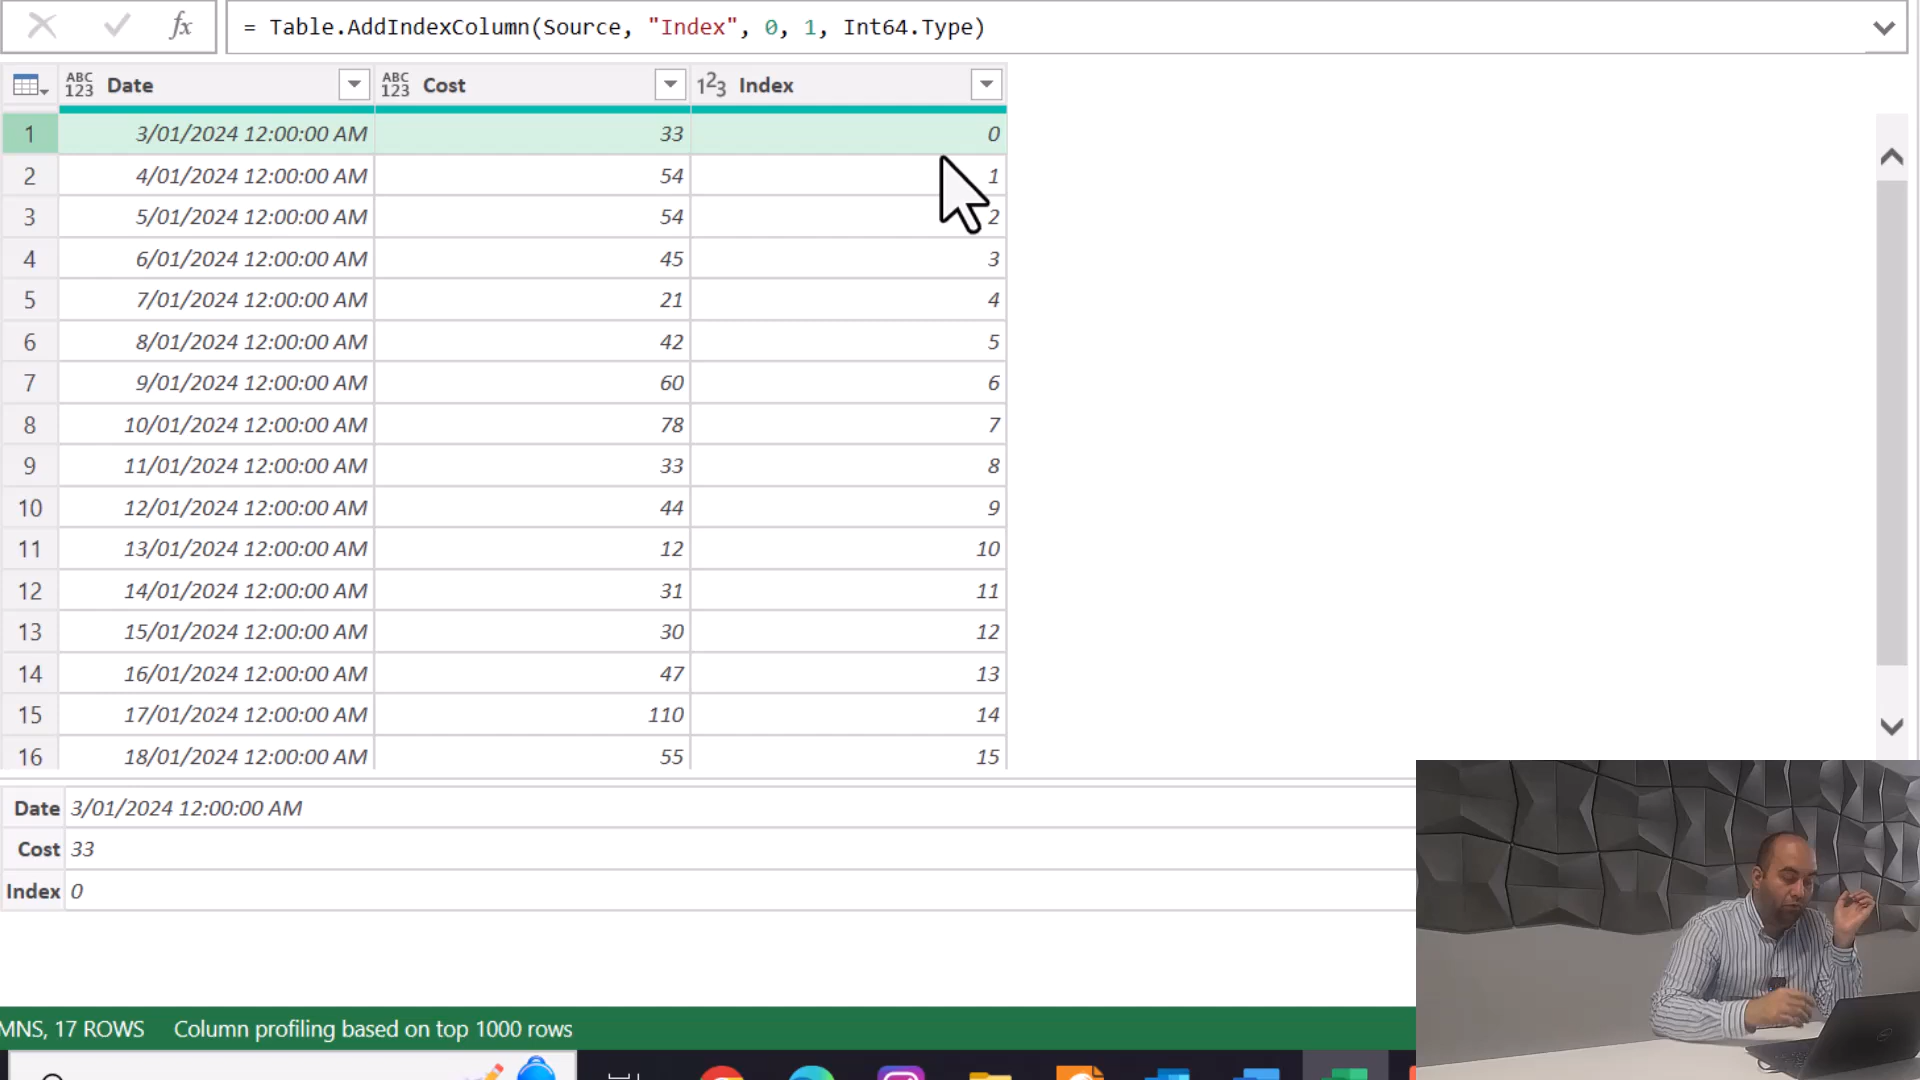 fx = Table.AddIndexColumn(Source, "Index", 0, 1, Int64.Type)
ABC 123 Date ABC 123 Cost 123 Index
1 3/01/2024 12:00:00 AM 33 0
2 4/01/2024 12:00:00 AM 54 1
3 5/01/2024 12:00:00 AM 54 2
4 6/01/2024 12:00:00 AM 45 3
5 7/01/2024 12:00:00 AM 21 4
6 8/01/2024 12:00:00 AM 42 5
7 9/01/2024 12:00:00 AM 60 6
8 10/01/2024 12:00:00 AM 78 7
9 11/01/2024 12:00:00 AM 33 8
10 12/01/2024 12:00:00 AM 44 9
11 13/01/2024 12:00:00 AM 12 10
12 14/01/2024 12:00:00 AM 31 11
13 15/01/2024 12:00:00 AM 30 12
14 16/01/2024 12:00:00 AM 47 13
15 17/01/2024 12:00:00 AM 110 14
16 18/01/2024 12:00:00 AM 55 15
Date 3/01/2024 12:00:00 AM
Cost 33
Index 0
MNS, 17 ROWS Column profiling based on top 1000 rows